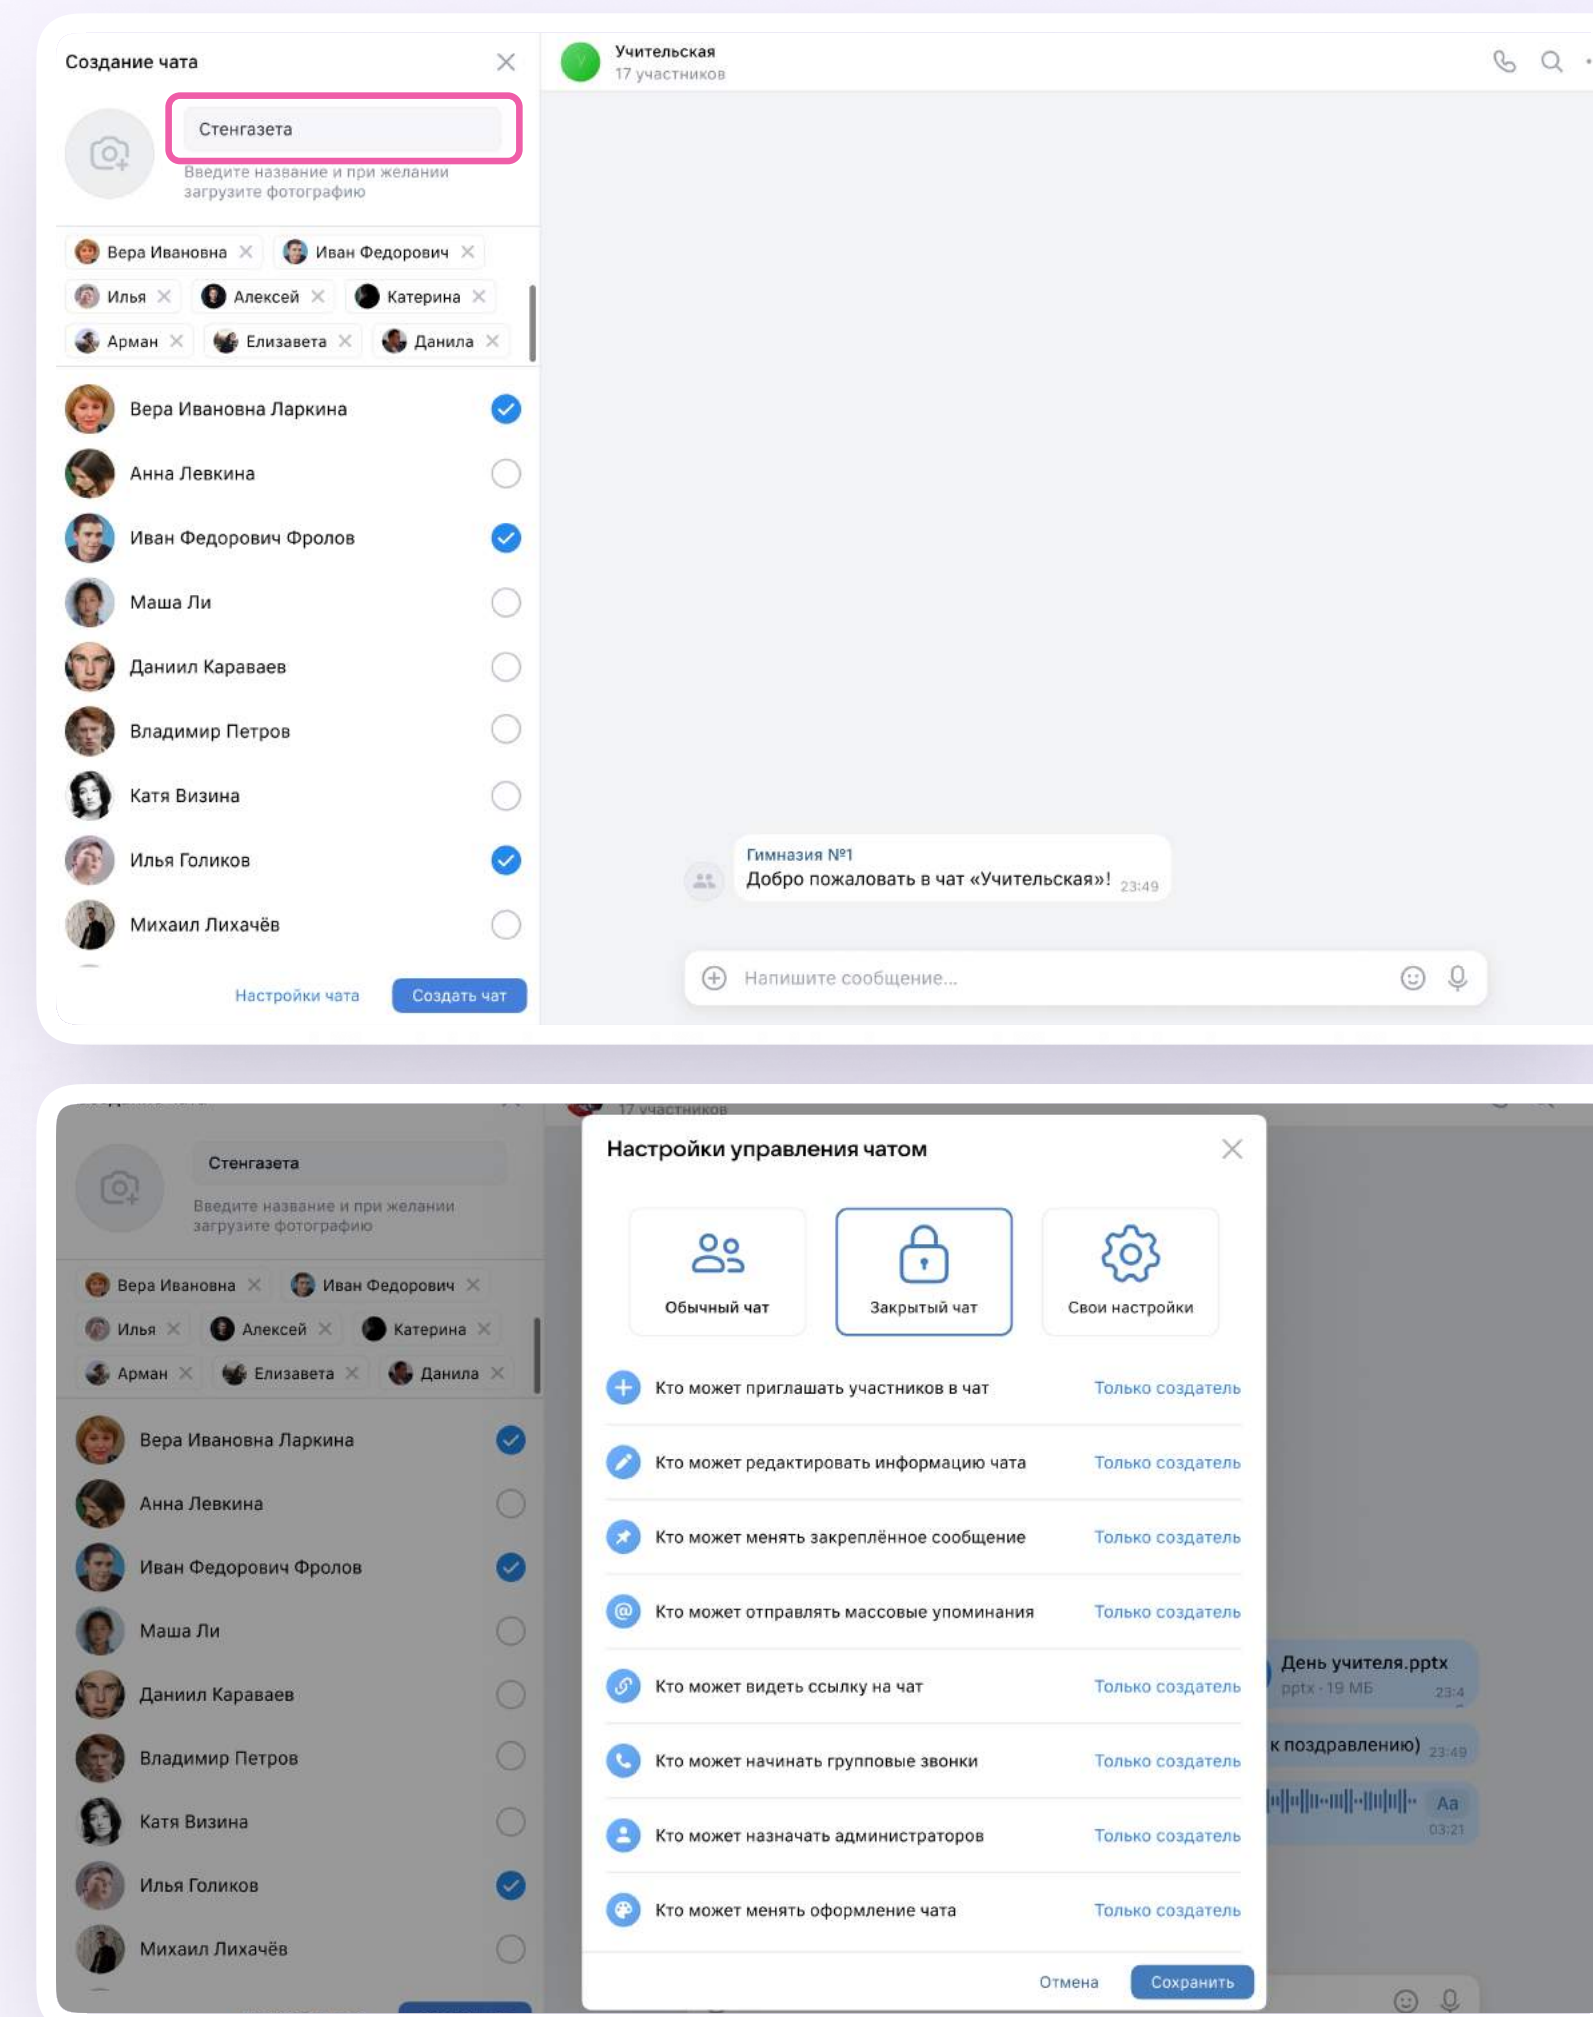 Создание чата
Стенгазета
Введите название и при желании
загрузите фотографию
Вера Ивановна
Иван Федорович
Илья
Алексей
Катерина
Арман
Елизавета
Данила
Вера Ивановна Ларкина
Анна Левкина
Иван Федорович Фролов
Маша Ли
Даниил Караваев
Владимир Петров
Катя Визина
Илья Голиков
Михаил Лихачёв
Настройки чата
Создать чат
У
Учительская
17 участников
Гимназия №1
Добро пожаловать в чат «Учительская»! 23:49
Напишите сообщение...
Стенгазета
Введите название и при желании
загрузите фотографию
Вера Ивановна
Иван Федорович
Илья
Алексей
Катерина
Арман
Елизавета
Данила
Вера Ивановна Ларкина
Анна Левкина
Иван Федорович Фролов
Маша Ли
Даниил Караваев
Владимир Петров
Катя Визина
Илья Голиков
Михаил Лихачёв
17 участников
Настройки управления чатом
Обычный чат
Закрытый чат
Свои настройки
Кто может приглашать участников в чат Только создатель
Кто может редактировать информацию чата Только создатель
Кто может менять закреплённое сообщение Только создатель
Кто может отправлять массовые упоминания Только создатель
Кто может видеть ссылку на чат Только создатель
Кто может начинать групповые звонки Только создатель
Кто может назначать администраторов Только создатель
Кто может менять оформление чата Только создатель
Отмена
Сохранить
День учителя.pptx
pptx · 19 МБ 23:4
к поздравлению) 23:49
Aa
03:21